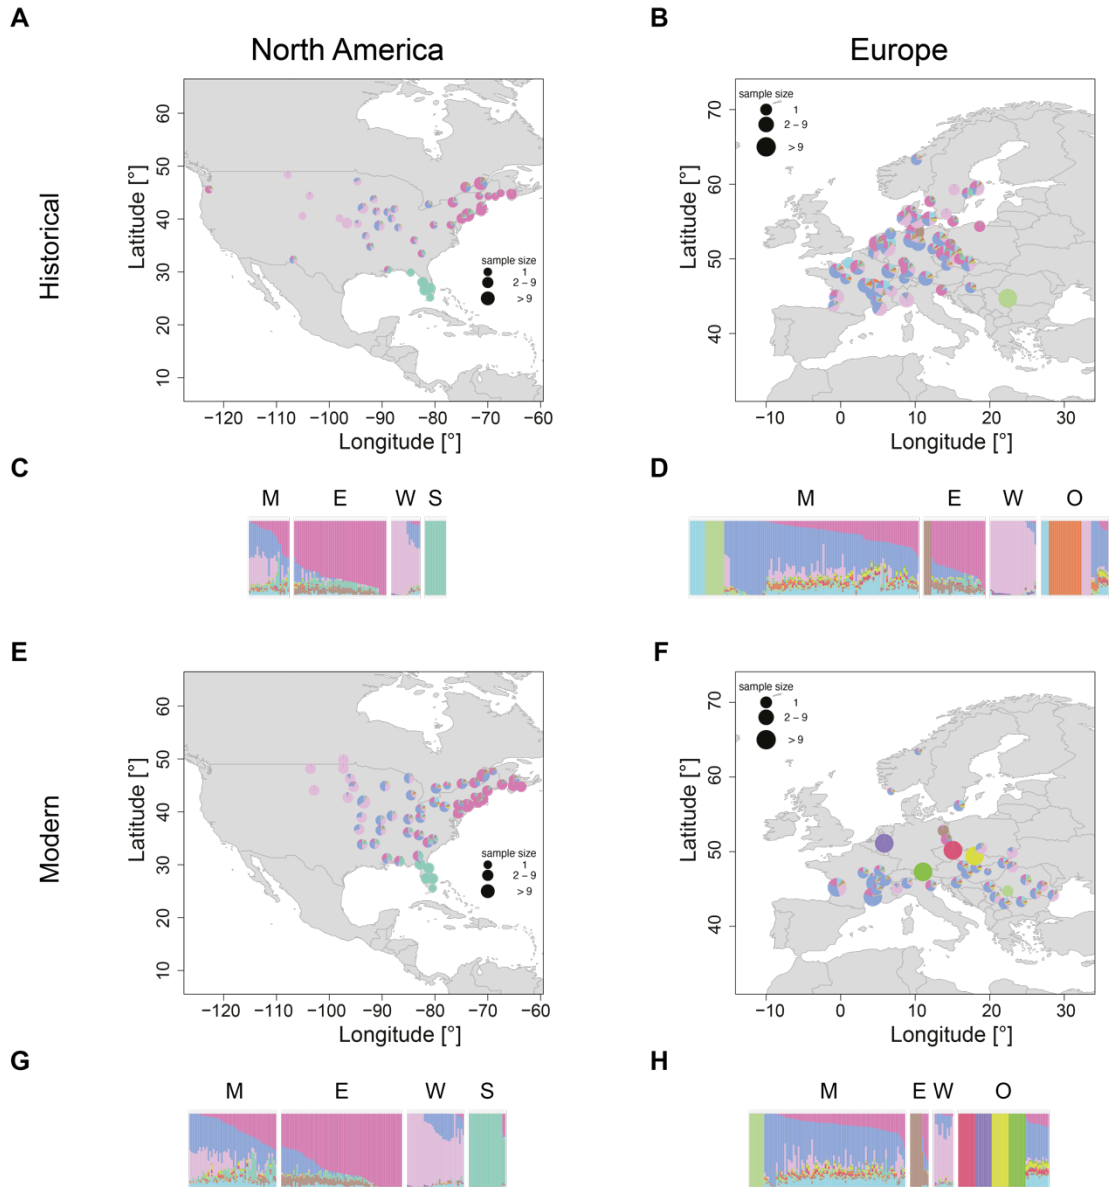 A
B
North America
Europe
Historical
Latitude [°]
60
50
40
30
20
10
sample size
1
2 – 9
> 9
−120
−110
−100
−90
−80
−70
−60
Longitude [°]
Latitude [°]
70
60
50
40
sample size
1
2 – 9
> 9
−10
0
10
20
30
Longitude [°]
C
D
M E W S
M E W O
E
F
Modern
Latitude [°]
60
50
40
30
20
10
sample size
1
2 – 9
> 9
−120
−110
−100
−90
−80
−70
−60
Longitude [°]
Latitude [°]
70
60
50
40
sample size
1
2 – 9
> 9
−10
0
10
20
30
Longitude [°]
G
H
M E W S
M E W O